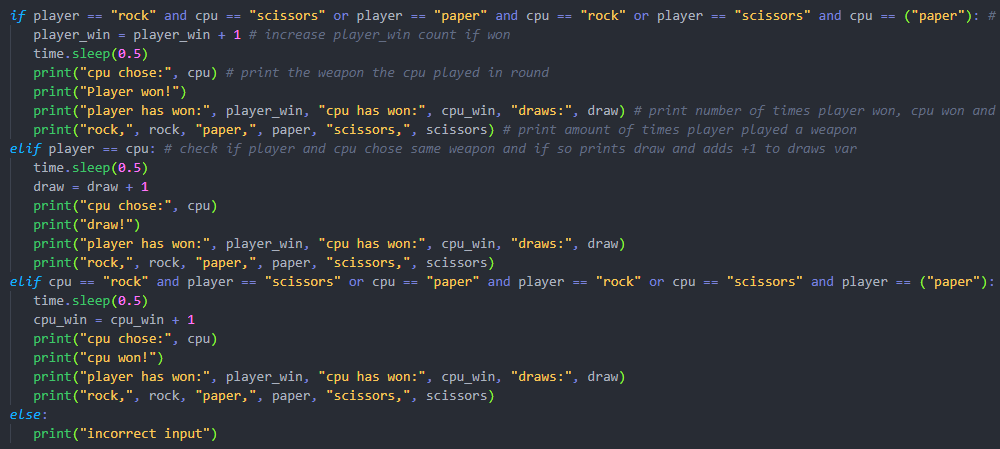 if player == "rock" and cpu == "scissors" or player == "paper" and cpu == "rock" or player == "scissors" and cpu == ("paper"): #
player_win = player_win + 1 # increase player_win count if won
time.sleep(0.5)
print("cpu chose:", cpu) # print the weapon the cpu played in round
print("Player won!")
print("player has won:", player_win, "cpu has won:", cpu_win, "draws:", draw) # print number of times player won, cpu won and
print("rock,", rock, "paper,", paper, "scissors,", scissors) # print amount of times player played a weapon
elif player == cpu: # check if player and cpu chose same weapon and if so prints draw and adds +1 to draws var
time.sleep(0.5)
draw = draw + 1
print("cpu chose:", cpu)
print("draw!")
print("player has won:", player_win, "cpu has won:", cpu_win, "draws:", draw)
print("rock,", rock, "paper,", paper, "scissors,", scissors)
elif cpu == "rock" and player == "scissors" or cpu == "paper" and player == "rock" or cpu == "scissors" and player == ("paper"):
time.sleep(0.5)
cpu_win = cpu_win + 1
print("cpu chose:", cpu)
print("cpu won!")
print("player has won:", player_win, "cpu has won:", cpu_win, "draws:", draw)
print("rock,", rock, "paper,", paper, "scissors,", scissors)
else:
print("incorrect input")